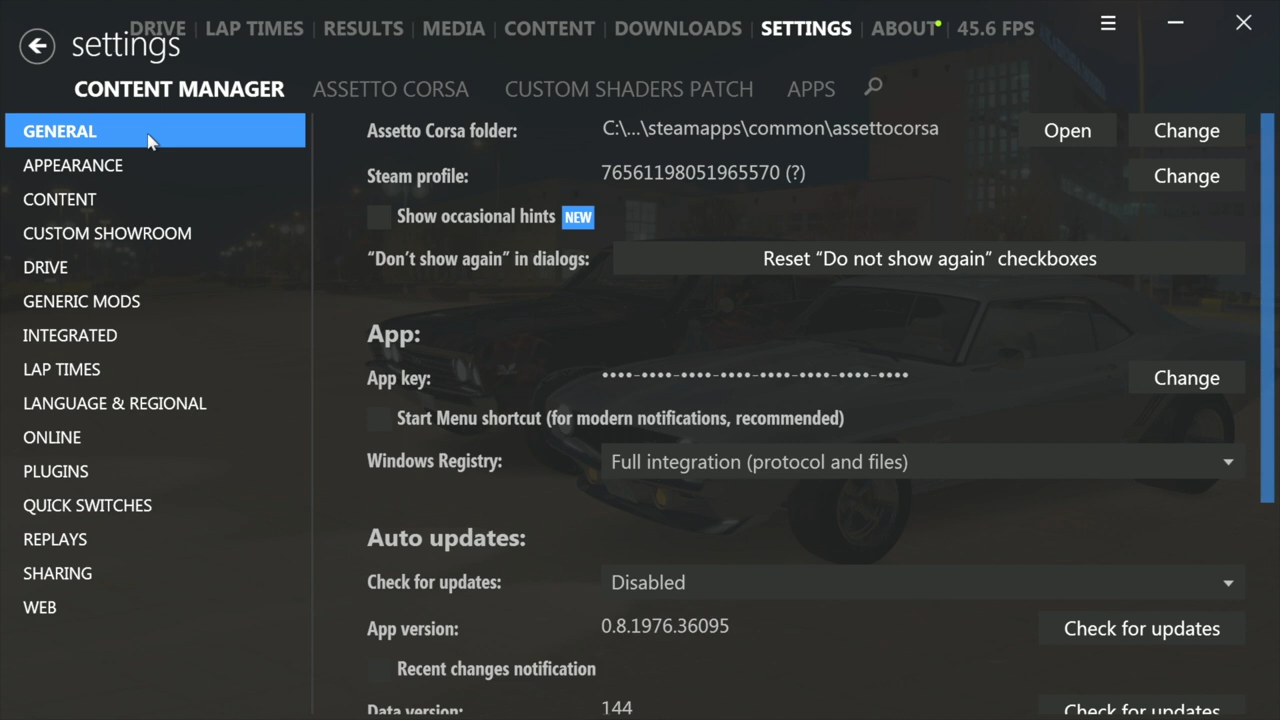 DRIVE LAP TIMES RESULTS MEDIA CONTENT DOWNLOADS SETTINGS ABOUT 45.6 FPS
settings
CONTENT MANAGER ASSETTO CORSA CUSTOM SHADERS PATCH APPS
GENERAL
APPEARANCE
CONTENT
CUSTOM SHOWROOM
DRIVE
GENERIC MODS
INTEGRATED
LAP TIMES
LANGUAGE & REGIONAL
ONLINE
PLUGINS
QUICK SWITCHES
REPLAYS
SHARING
WEB
Assetto Corsa folder: C:\...\steamapps\common\assettocorsa Open Change
Steam profile: 76561198051965570 (?) Change
Show occasional hints NEW
“Don’t show again” in dialogs: Reset “Do not show again” checkboxes
App:
App key: ••••-••••-••••-••••-••••-••••-••••-•••• Change
Start Menu shortcut (for modern notifications, recommended)
Windows Registry: Full integration (protocol and files)
Auto updates:
Check for updates: Disabled
App version: 0.8.1976.36095 Check for updates
Recent changes notification
Data version: 144 Check for updates